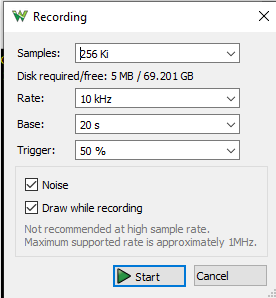 Recording
Samples: 256 Ki
Disk required/free: 5 MB / 69.201 GB
Rate: 10 kHz
Base: 20 s
Trigger: 50 %
Noise
Draw while recording
Not recommended at high sample rate.
Maximum supported rate is approximately 1MHz.
Start Cancel